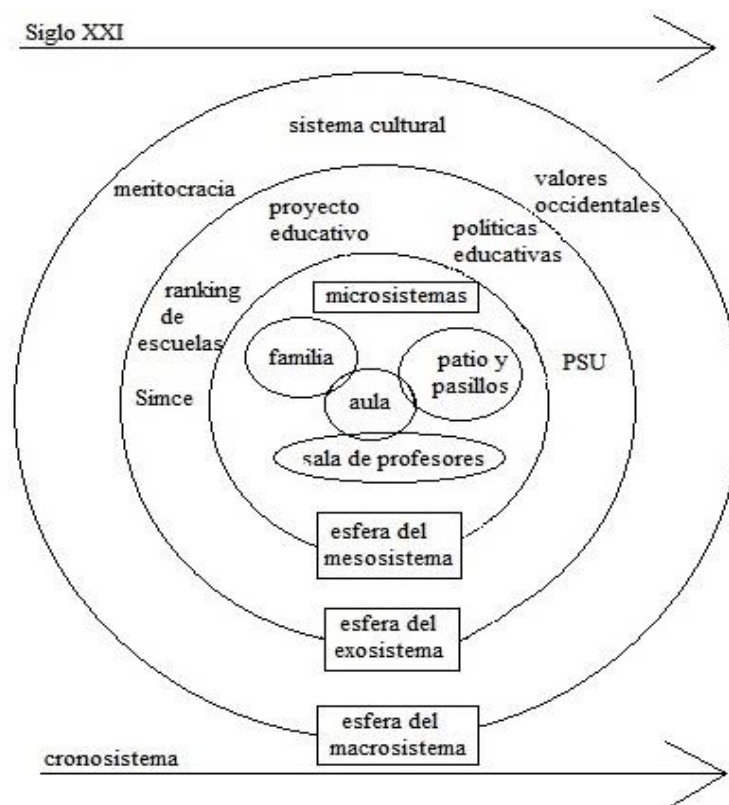 Siglo XXI
sistema cultural
meritocracia
valores
occidentales
proyecto
educativo
políticas
educativas
ranking
de
escuelas
microsistemas
familia
patio y
pasillos
PSU
Simce
aula
sala de profesores
esfera del
mesosistema
esfera del
exosistema
esfera del
macrosistema
cronosistema